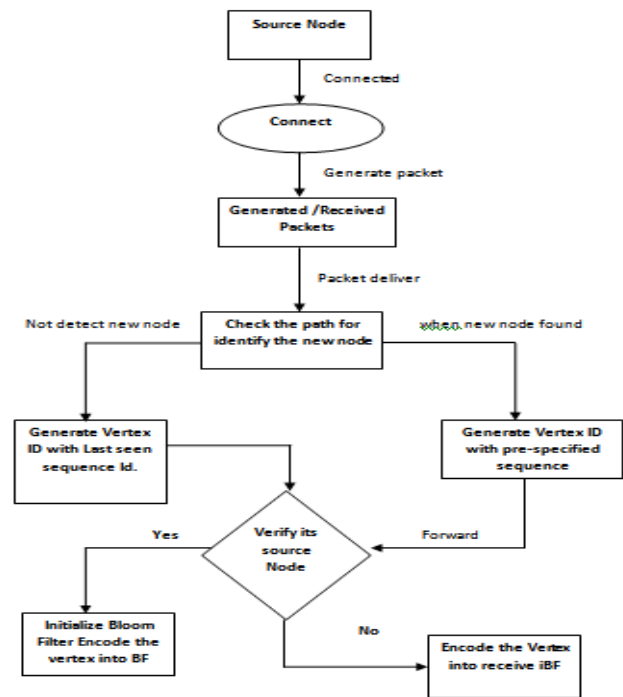 Source Node
Connected
Connect
Generate packet
Generated /Received
Packets
Packet deliver
Not detect new node
Check the path for
identify the new node
when new node found
Generate Vertex
ID with Last seen
sequence Id.
Generate Vertex ID
with pre-specified
sequence
Verify its
source
Node
Yes
Forward
Initialize Bloom
Filter Encode the
vertex into BF
No
Encode the Vertex
into receive iBF